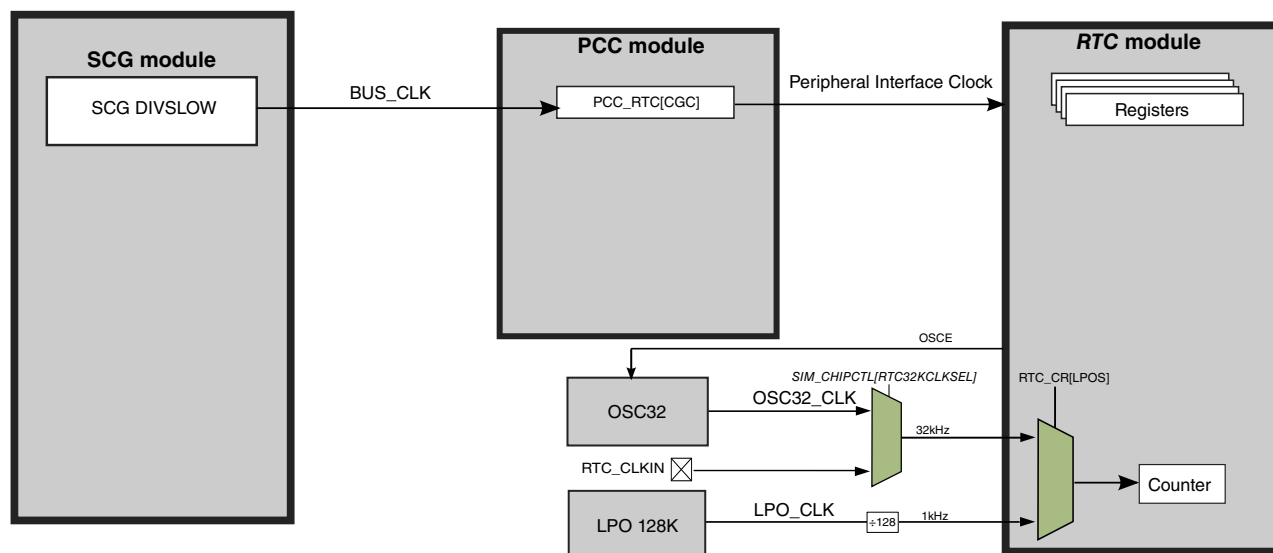 SCG module
SCG DIVSLOW
BUS_CLK
PCC module
PCC_RTC[CGC]
Peripheral Interface Clock
RTC module
Registers
OSCE
OSC32
OSC32_CLK
SIM_CHIPCTL[RTC32KCLKSEL]
RTC_CR[LPOS]
32kHz
RTC_CLKIN
LPO 128K
LPO_CLK
÷128
1kHz
Counter